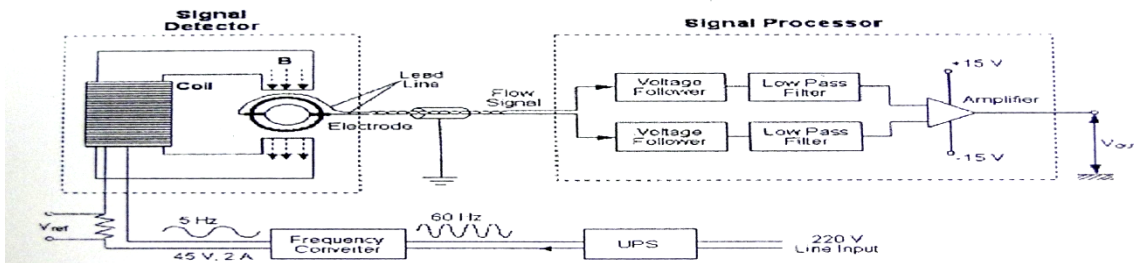 Signal
Detector
Signal Processor
B
Coil
Lead
Line
Electrode
Flow
Signal
Voltage
Follower
Low Pass
Filter
+15 V
Amplifier
Voltage
Follower
Low Pass
Filter
-15 V
Vout
Vref
5 Hz
45 V, 2 A
Frequency
Converter
60 Hz
UPS
220 V
Line Input